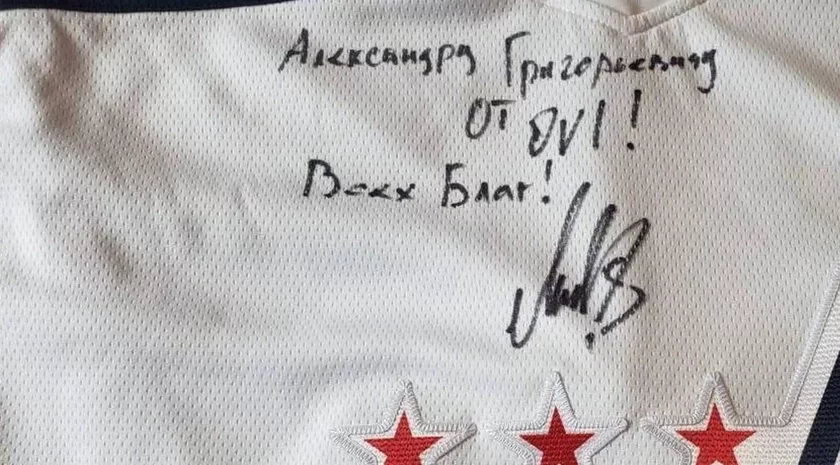 Александру Григорьевичу
от OVI!
Всех Благ!